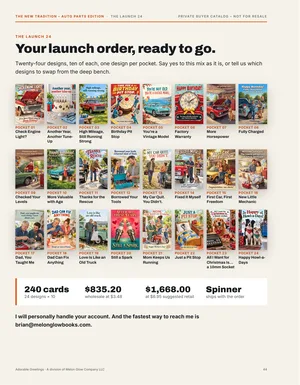 THE NEW TRADITION • AUTO PARTS EDITION · THE LAUNCH 24
PRIVATE BUYER CATALOG • NOT FOR RESALE
THE LAUNCH 24
Your launch order, ready to go.
Twenty-four designs, ten of each, one design per pocket. Say yes to this mix as it is, or tell us which
designs to swap from the deep bench.
POCKET 01
Check Engine
Light?
POCKET 02
Another Year,
Another Tune-
Up
POCKET 03
High Mileage,
Still Running
Strong
POCKET 04
Birthday Pit
Stop
POCKET 05
You're a
Vintage Model
POCKET 06
Factory
Warranty
POCKET 07
More
Horsepower
POCKET 08
Fully Charged
POCKET 09
Checked Your
Levels
POCKET 10
More Valuable
with Age
POCKET 11
Thanks for the
Rescue
POCKET 12
Borrowed Your
Tools
POCKET 13
My Car Quit.
You Didn't.
POCKET 14
Fixed It Myself
POCKET 15
First Car, First
Freedom
POCKET 16
New Little
Mechanic
POCKET 17
Dad, You
Taught Me
POCKET 18
Dad Can Fix
Anything
POCKET 19
Love Is Like an
Old Truck
POCKET 20
Still a Spark
POCKET 21
Mom Keeps Us
Running
POCKET 22
Just a Pit Stop
POCKET 23
All I Want for
Christmas is...
a 10mm Socket
POCKET 24
Happy Howl-a-
Days
240 cards
24 designs × 10
$835.20
wholesale at $3.48
$1,668.00
at $6.95 suggested retail
Spinner
ships with the order
I will personally handle your account. And the fastest way to reach me is
brian@melonglowbooks.com.